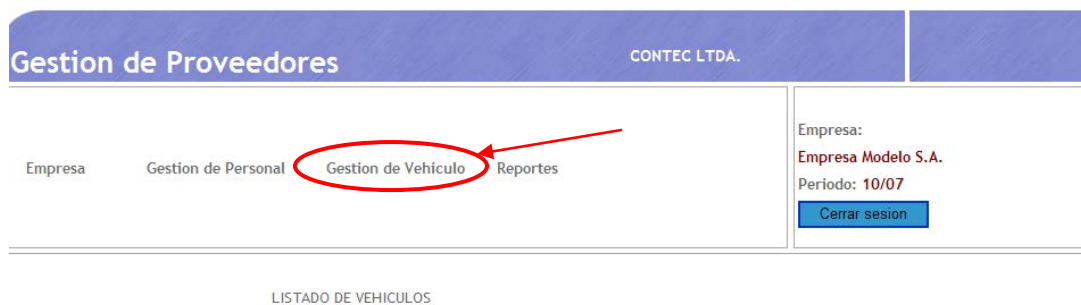 Gestion de Proveedores
CONTEC LTDA.
Empresa Gestion de Personal Gestion de Vehiculo Reportes
Empresa:
Empresa Modelo S.A.
Periodo: 10/07
Cerrar sesion
LISTADO DE VEHICULOS